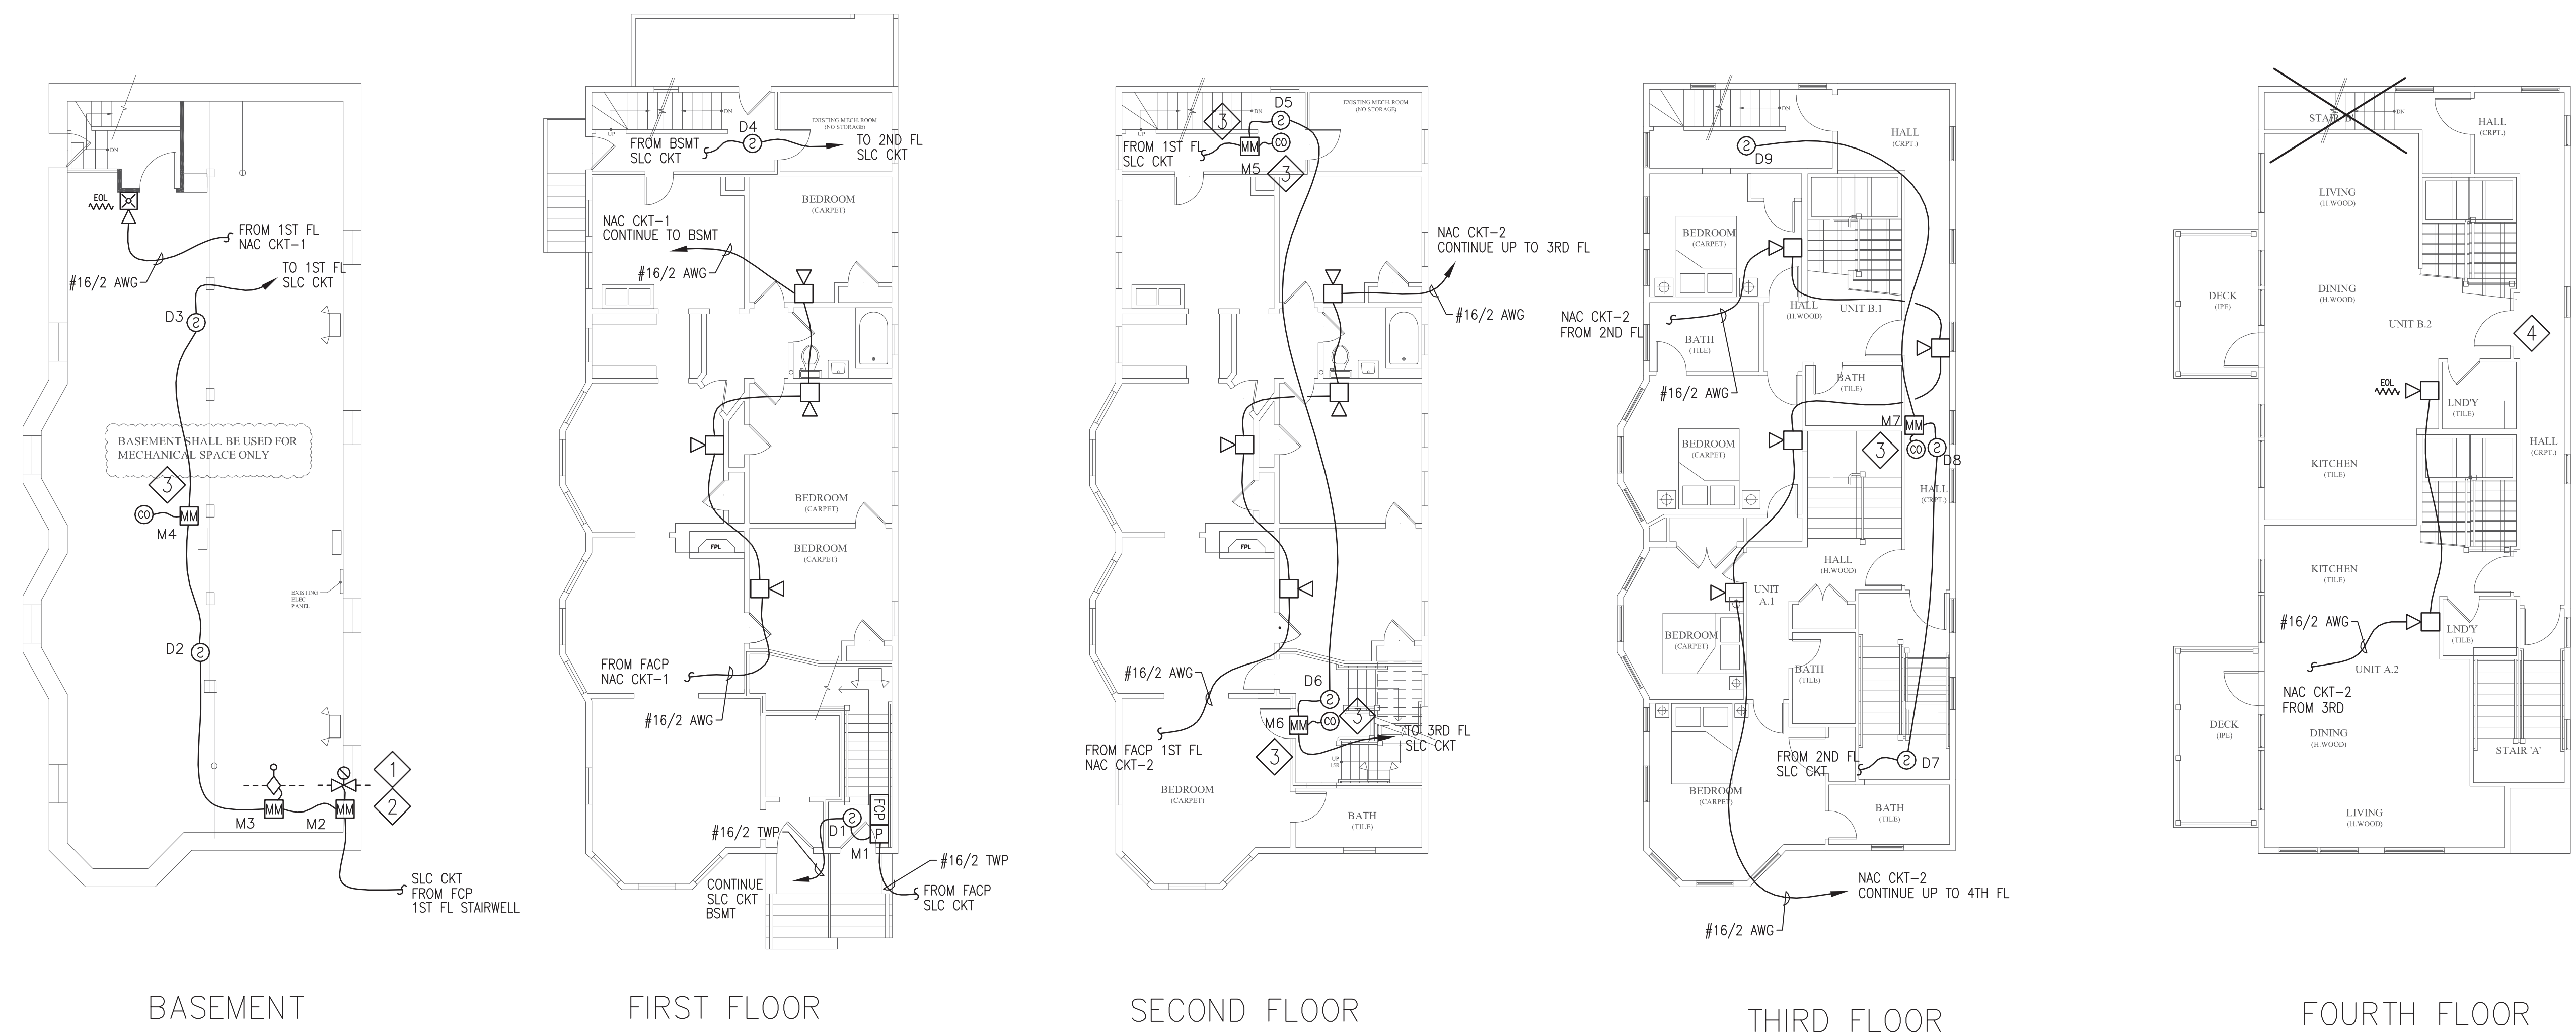 DN
EOL
FROM 1ST FL
NAC CKT-1
#16/2 AWG
TO 1ST FL
SLC CKT
D3
BASEMENT SHALL BE USED FOR
MECHANICAL SPACE ONLY
3
CO
MM
M4
EXISTING
ELEC
PANEL
D2
1
2
MM
MM
M3
M2
SLC CKT
FROM FCP
1ST FL STAIRWELL
BASEMENT
UP
DN
D4
FROM BSMT
SLC CKT
EXISTING MECH. ROOM
(NO STORAGE)
TO 2ND FL
SLC CKT
BEDROOM
(CARPET)
NAC CKT-1
CONTINUE TO BSMT
#16/2 AWG
BEDROOM
(CARPET)
BEDROOM
(CARPET)
FPL
FROM FACP
NAC CKT-1
#16/2 AWG
FCP
P
D1
M1
#16/2 TWP
#16/2 TWP
CONTINUE
SLC CKT
BSMT
FROM FACP
SLC CKT
FIRST FLOOR
UP
DN
3
D5
EXISTING MECH ROOM
(NO STORAGE)
FROM 1ST FL
SLC CKT
MM
CO
M5
3
NAC CKT-2
CONTINUE UP TO 3RD FL
#16/2 AWG
FPL
#16/2 AWG
D6
M6
MM
CO
3
3
TO 3RD FL
SLC CKT
UP
15R
FROM FACP 1ST FL
NAC CKT-2
BEDROOM
(CARPET)
BATH
(TILE)
SECOND FLOOR
DN
HALL
(CRPT.)
D9
BEDROOM
(CARPET)
HALL
(H.WOOD)
UNIT B.1
NAC CKT-2
FROM 2ND FL
BATH
(TILE)
#16/2 AWG
BATH
(TILE)
M7
MM
BEDROOM
(CARPET)
3
CO
D8
HALL
(CRPT.)
HALL
(H.WOOD)
UNIT
A.1
BEDROOM
(CARPET)
BATH
(TILE)
FROM 2ND FL
SLC CKT
D7
BEDROOM
(CARPET)
BATH
(TILE)
NAC CKT-2
CONTINUE UP TO 4TH FL
#16/2 AWG
THIRD FLOOR
DN
STAIR 'B'
HALL
(CRPT.)
LIVING
(H.WOOD)
DECK
(IPE)
DINING
(H.WOOD)
UNIT B.2
4
EOL
LND'Y
(TILE)
HALL
(CRPT.)
KITCHEN
(TILE)
KITCHEN
(TILE)
#16/2 AWG
LND'Y
(TILE)
UNIT A.2
NAC CKT-2
FROM 3RD
DECK
(IPE)
DINING
(H.WOOD)
STAIR 'A'
LIVING
(H.WOOD)
FOURTH FLOOR